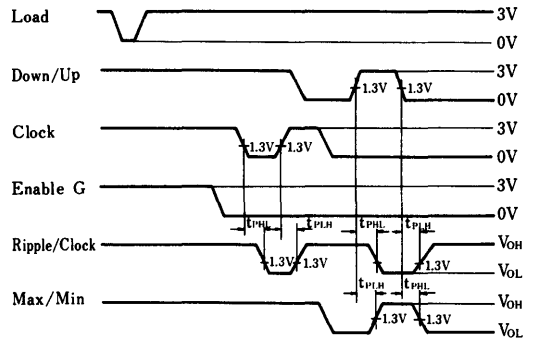 Load 3V
0V
Down/Up 3V
1.3V 1.3V 0V
Clock 3V
1.3V 1.3V 0V
Enable G 3V
0V
tPHL tPLH tPHL tPLH
Ripple/Clock VOH
1.3V 1.3V 1.3V VOL
tPLH tPHL
Max/Min VOH
1.3V 1.3V VOL